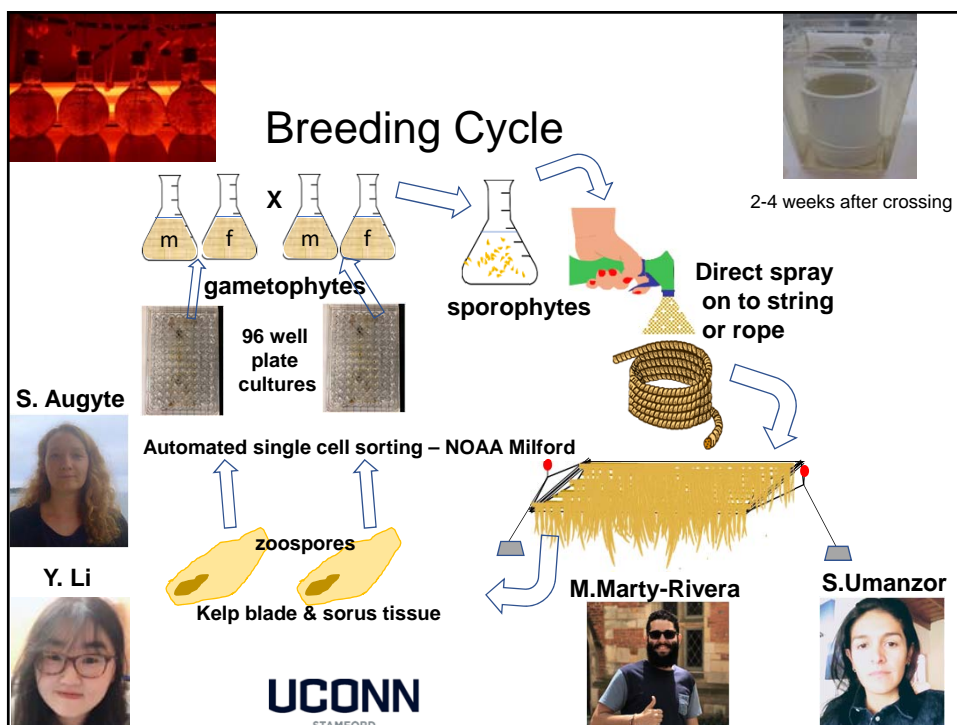 Breeding Cycle
2-4 weeks after crossing
m
f
X
m
f
gametophytes
sporophytes
Direct spray
on to string
or rope
96 well
plate
cultures
S. Augyte
Automated single cell sorting – NOAA Milford
zoospores
Y. Li
Kelp blade & sorus tissue
M.Marty-Rivera
S.Umanzor
UCONN
STAMFORD